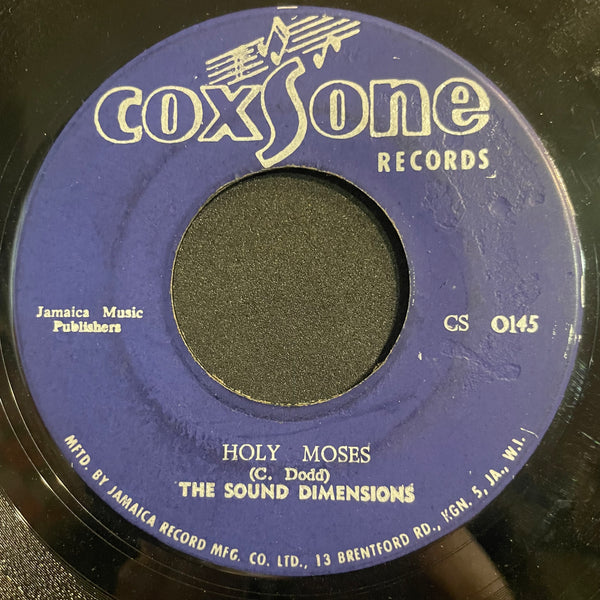 coxSone
RECORDS
Jamaica Music
Publishers
CS 0145
HOLY MOSES
(C. Dodd)
THE SOUND DIMENSIONS
MFTD. BY JAMAICA RECORD MFG. CO. LTD., 13 BRENTFORD RD., KGN. 5, JA., W.I.